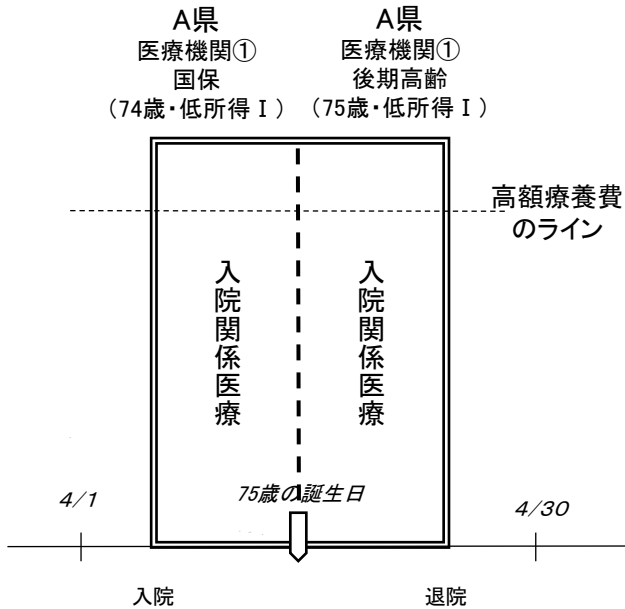 A県
医療機関①
国保
(74歳・低所得Ⅰ)
A県
医療機関①
後期高齢
(75歳・低所得Ⅰ)
高額療養費
のライン
入院関係医療
入院関係医療
75歳の誕生日
4/1
4/30
入院
退院